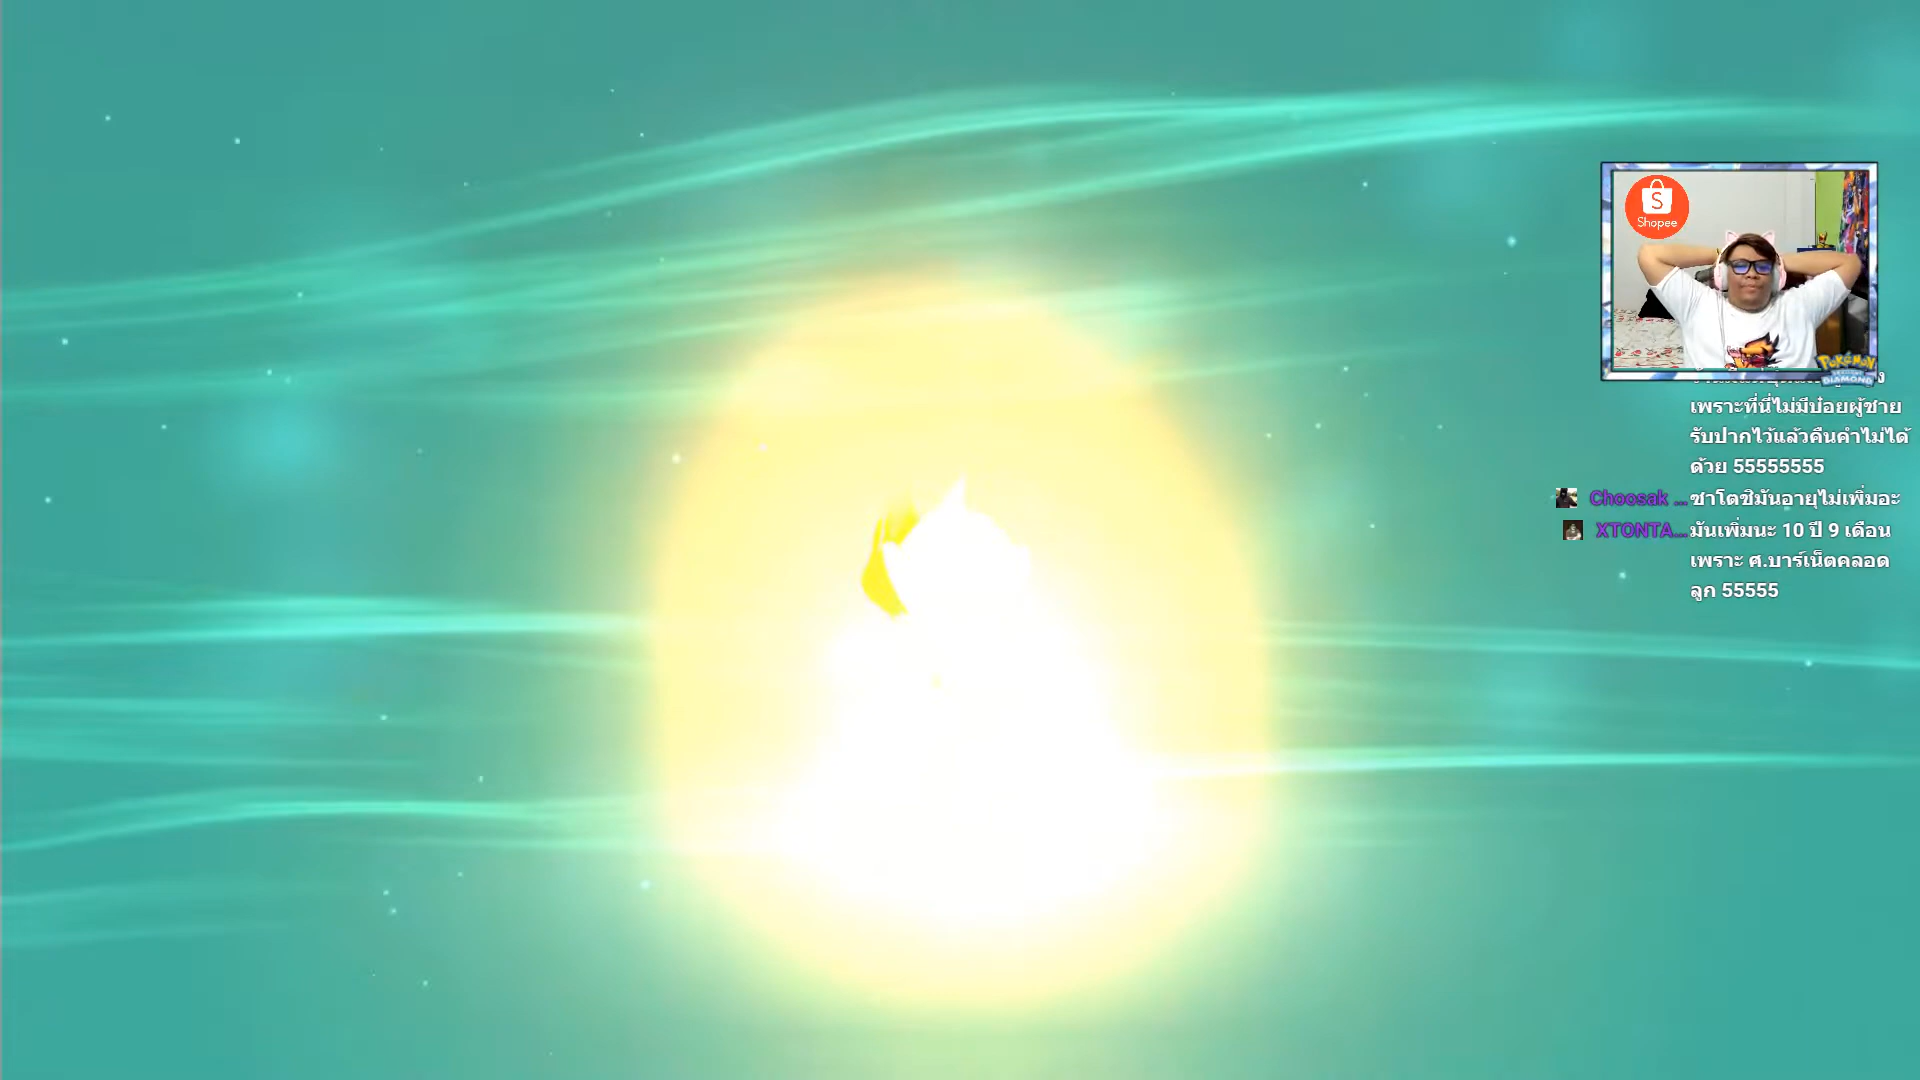 Shopee
POKÉMON
DIAMOND
เพราะที่นี่ไม่มีบ๋อยผู้ชาย
รับปากไว้แล้วคืนคำไม่ได้
ด้วย 55555555
Choosak ... ซาโตชิมันอายุไม่เพิ่มอะ
XTONTA... มันเพิ่มนะ 10 ปี 9 เดือน
เพราะ ศ.บาร์เน็ตคลอด
ลูก 55555